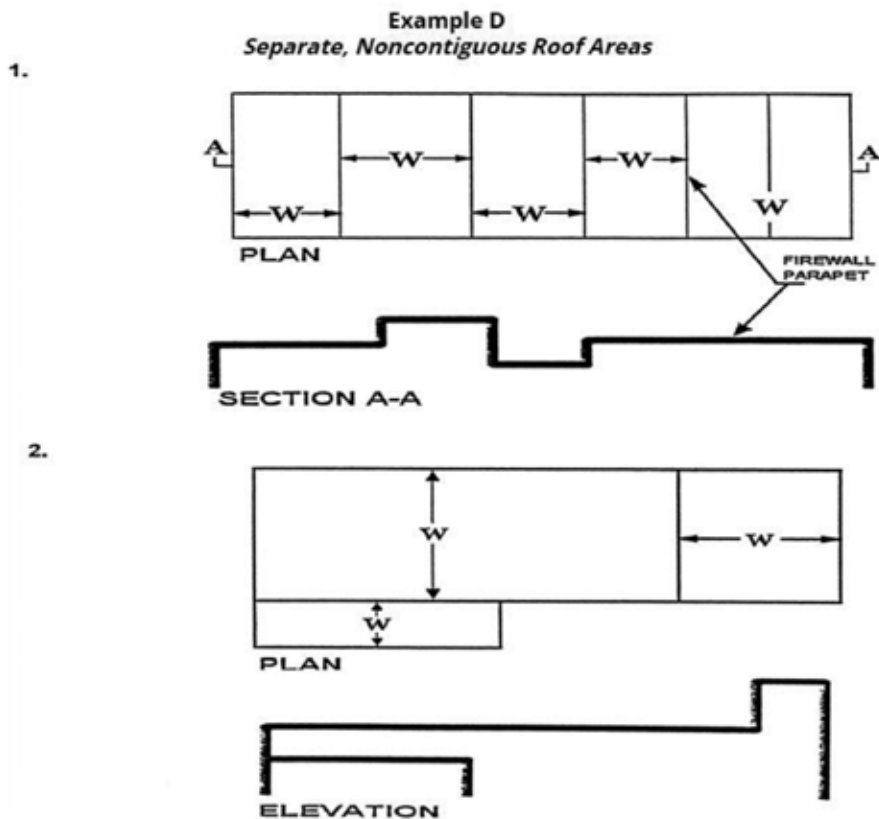 Example D
Separate, Noncontiguous Roof Areas
1.
A
W
W
A
W
W
W
PLAN
FIREWALL
PARAPET
SECTION A-A
2.
W
W
W
PLAN
ELEVATION